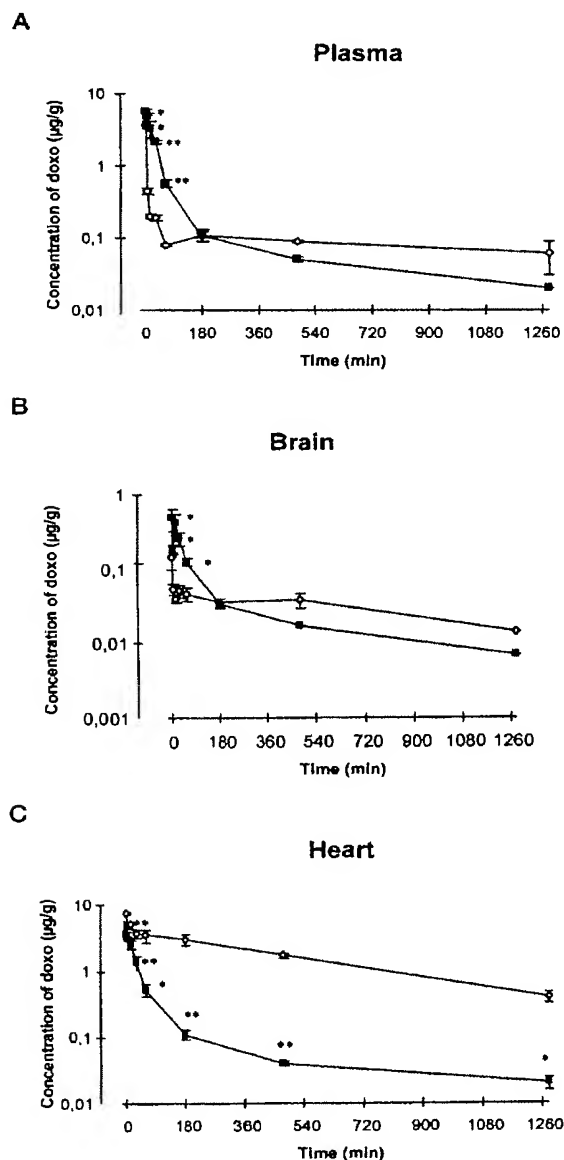 A
Plasma
Concentration of doxo (µg/g)
10
1
0,1
0,01
*
*
**
**
0 180 360 540 720 900 1080 1260
Time (min)
B
Brain
Concentration of doxo (µg/g)
1
0,1
0,01
0,001
*
*
*
0 180 360 540 720 900 1080 1260
Time (min)
C
Heart
Concentration of doxo (µg/g)
10
1
0,1
0,01
**
**
*
**
**
*
0 180 360 540 720 900 1080 1260
Time (min)